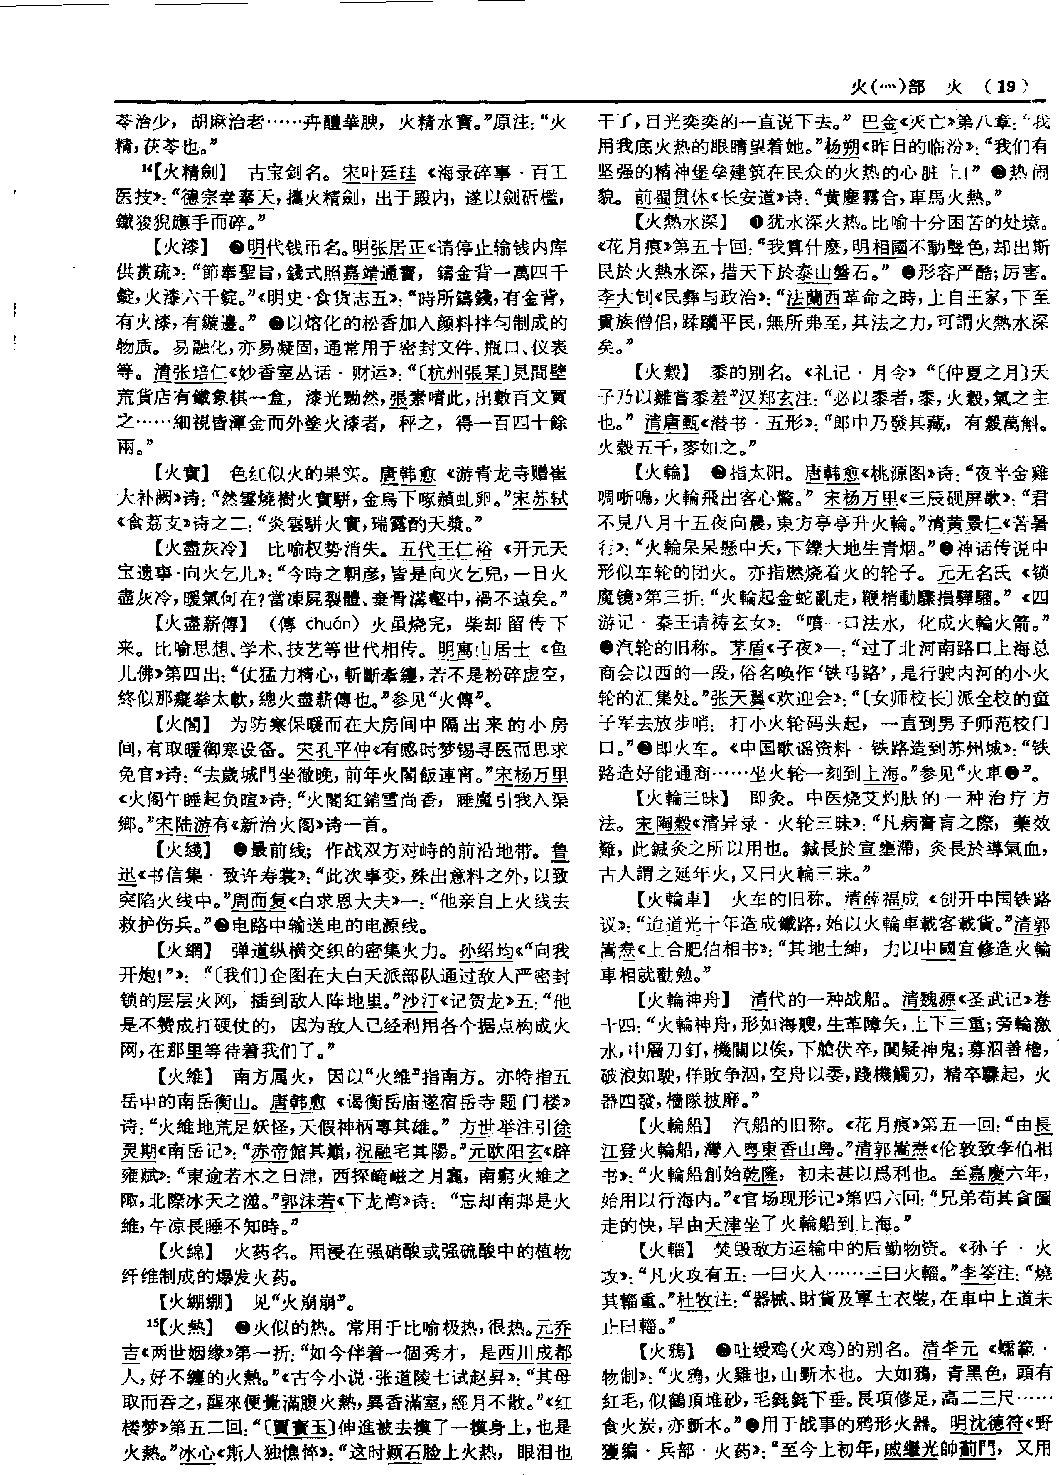 火(灬)部 火 (19)
苓治少，胡麻治老……卉醴華腴，火精水寶。”原注：“火
精，茯苓也。”
14【火精劍】 古宝剑名。宋叶廷珪《海录碎事·百工
医技》：“德宗幸奉天，攜火精劍，出于殿内，遂以劍斫檻，
鐵狻猊應手而碎。”
【火漆】 ❶明代钱币名。明张居正《请停止输钱内库
供赏疏》：“節奉聖旨，錢式照嘉靖通寶，鑄金背一萬四千
錠，火漆六千錠。”《明史·食货志五》：“時所鑄錢，有金背，
有火漆，有鏇邊。” ❷以熔化的松香加入颜料拌匀制成的
物质。易融化，亦易凝固，通常用于密封文件、瓶口、仪表
等。清张培仁《妙香室丛话·财运》：“〔杭州張某〕見間壁
荒貨店有鐵象棋一盒，漆光黝然，張素嗜此，出數百文買
之……細視皆渾金而外塗火漆者，秤之，得一百四十餘
兩。”
【火實】 色红似火的果实。唐韩愈《游青龙寺赠崔
大补阙》诗：“然雲燒樹火實駢，金烏下啄赬虬卵。”宋苏轼
《食荔支》诗之二：“炎雲駢火實，瑞露酌天漿。”
【火盡灰冷】 比喻权势消失。五代王仁裕《开元天
宝遗事·向火乞儿》：“今時之朝彦，皆是向火乞兒，一日火
盡灰冷，暖氣何在？當凍屍裂體、棄骨溝壑中，禍不遠矣。”
【火盡薪傳】 （傳 chuán）火虽烧完，柴却留传下
来。比喻思想、学术、技艺等世代相传。明寓山居士《鱼
儿佛》第四出：“仗猛力精心，斬斷牽纏，若不是粉碎虚空，
終似那癡拳太軟，總火盡薪傳也。”参见“火傳”。
【火閣】 为防寒保暖而在大房间中隔出来的小房
间，有取暖御寒设备。宋孔平仲《有感时梦锡寻医而思求
免官》诗：“去歲城門坐徹晚，前年火閣飯連宵。”宋杨万里
《火阁午睡起负暄》诗：“火閣紅銷雪尚香，睡魔引我入渠
鄉。”宋陆游有《新治火阁》诗一首。
【火綫】 ❶最前线；作战双方对峙的前沿地带。鲁
迅《书信集·致许寿裳》：“此次事变，殊出意料之外，以致
突陷火线中。”周而复《白求恩大夫》一：“他亲自上火线去
救护伤兵。”❷电路中输送电的电源线。
【火網】 弹道纵横交织的密集火力。孙绍均《“向我
开炮！”》：“〔我们〕企图在大白天派部队通过敌人严密封
锁的层层火网，插到敌人阵地里。”沙汀《记贺龙》五：“他
是不赞成打硬仗的，因为敌人已经利用各个据点构成火
网，在那里等待着我们了。”
【火維】 南方属火，因以“火维”指南方。亦特指五
岳中的南岳衡山。唐韩愈《谒衡岳庙遂宿岳寺题门楼》
诗：“火維地荒足妖怪，天假神柄專其雄。” 方世举注引徐
灵期《南岳记》：“赤帝館其巔，祝融宅其陽。”元欧阳玄《辟
雍赋》：“東逾若木之日津，西探崦嵫之月竁，南窮火維之
陬，北際冰天之濰。”郭沫若《下龙湾》诗：“忘却南郑是火
維，午凉長睡不知時。”
【火綿】 火药名。用浸在强硝酸或强硫酸中的植物
纤维制成的爆发火药。
【火綳綳】 见“火崩崩”。
15【火熱】 ❶火似的热。常用于比喻极热，很热。元乔
吉《两世姻缘》第一折：“如今伴着一個秀才，是西川成都
人，好不纏的火熱。”《古今小说·张道陵七试赵昇》：“其母
取而吞之，醒來便覺滿腹火熱，異香滿室，經月不散。”《红
楼梦》第五二回：“〔賈寶玉〕伸進被去摸了一摸身上，也是
火熱。”冰心《斯人独憔悴》：“这时颖石脸上火热，眼泪也
干了，目光奕奕的一直说下去。” 巴金《灭亡》第八章：“我
用我底火热的眼睛望着她。”杨朔《昨日的临汾》：“我们有
坚强的精神堡垒建筑在民众的火热的心脏上！”❷热闹
貌。前蜀贯休《长安道》诗：“黄塵霧合，車馬火熱。”
【火熱水深】 ❶犹水深火热。比喻十分困苦的处境。
《花月痕》第五十回：“我算什麽，明相國不動聲色，却出斯
民於火熱水深，措天下於泰山磐石。” ❷形容严酷；厉害。
李大钊《民彝与政治》：“法蘭西革命之時，上自王家，下至
貴族僧侣，蹂躪平民，無所弗至，其法之力，可謂火熱水深
矣。”
【火穀】 黍的别名。《礼记·月令》“〔仲夏之月〕天
子乃以雛嘗黍羞”汉郑玄注：“必以黍者，黍，火穀，氣之主
也。” 清唐甄《潜书·五形》：“郎中乃發其藏，有穀萬斛。
火穀五千，麥如之。”
【火輪】 ❶指太阳。唐韩愈《桃源图》诗：“夜半金雞
啁哳鳴，火輪飛出客心驚。” 宋杨万里《三辰砚屏歌》：“君
不見八月十五夜向晨，東方亭亭升火輪。”清黄景仁《苦暑
行》：“火輪杲杲懸中天，下鑠大地生青烟。”❷神话传说中
形似车轮的团火。亦指燃烧着火的轮子。元无名氏《锁
魔镜》第三折：“火輪起金蛇亂走，鞭梢動驟損驊騮。”《四
游记·秦王请祷玄女》：“噴一口法水，化成火輪火箭。”
❸汽轮的旧称。茅盾《子夜》一：“过了北河南路口上海总
商会以西的一段，俗名唤作‘铁马路’，是行驶内河的小火
轮的汇集处。”张天翼《欢迎会》：“〔女师校长〕派全校的童
子军去放步哨；打小火轮码头起，一直到男子师范校门
口。”❹即火车。《中国歌谣资料·铁路造到苏州城》：“铁
路造好能通商……坐火轮一刻到上海。”参见“火車❷”。
【火輪三昧】 即灸。中医烧艾灼肤的一种治疗方
法。宋陶穀《清异录·火轮三昧》：“凡病膏肓之際，藥效
難，此鍼灸之所以用也。鍼長於宣壅滯，灸長於導氣血，
古人謂之延年火，又曰火輪三昧。”
【火輪車】 火车的旧称。清薛福成《创开中国铁路
议》：“迨道光十年造成鐵路，始以火輪車載客載貨。”清郭
嵩焘《上合肥伯相书》：“其地士紳，力以中國宜修造火輪
車相就勸勉。”
【火輪神舟】 清代的一种战船。清魏源《圣武记》卷
十四：“火輪神舟，形如海艘，生革障矢，上下三重；旁輪激
水，中層刀釘，機關以俟，下艙伏卒，闃疑神鬼；募泅善櫓，
破浪如駛，佯敗争泅，空舟以委，踐機觸刃，精卒驟起，火
器四發，檣隊披靡。”
【火輪船】 汽船的旧称。《花月痕》第五一回：“由長
江登火輪船，灣入粤東香山島。”清郭嵩焘《伦敦致李伯相
书》：“火輪船創始乾隆，初未甚以爲利也。至嘉慶六年，
始用以行海内。”《官场现形记》第四六回：“兄弟苟其貪圖
走的快，早由天津坐了火輪船到上海。”
【火輜】 焚毁敌方运输中的后勤物资。《孙子·火
攻》：“凡火攻有五：一曰火人……三曰火輜。”李筌注：“燒
其輜重。”杜牧注：“器械、財貨及軍士衣裝，在車中上道未
止曰輜。”
【火鴉】 ❶吐绶鸡（火鸡）的别名。清李元《蠕范·
物制》：“火鴉，火雞也，山斲木也。大如鴉，青黑色，頭有
红毛，似鶴頂堆砂，毛毿毿下垂。艮項修足，高二三尺……
食火炭，亦斲木。”❷用于战事的鸦形火器。明沈德符《野
獲编·兵部·火药》：“至今上初年，戚繼光帥薊門，又用